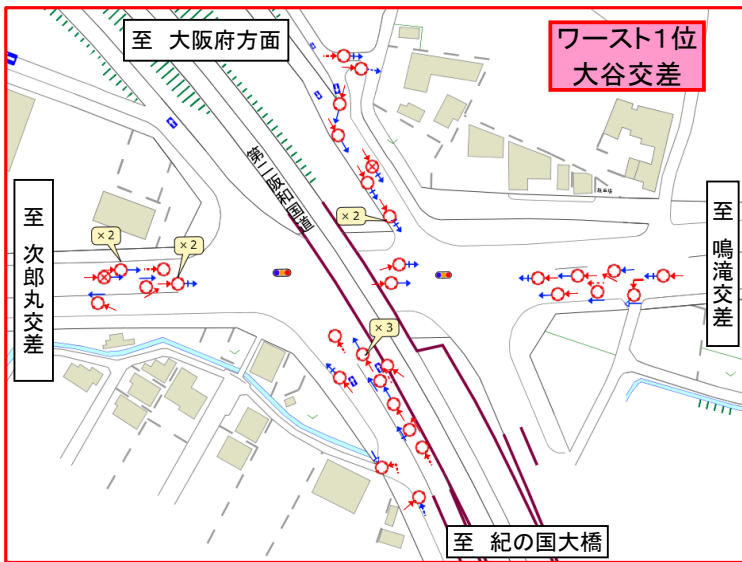 至 大阪府方面
ワースト1位
大谷交差
第二阪和国道
至 次郎丸交差
×2
×2
×2
×3
至 鳴滝交差
至 紀の国大橋